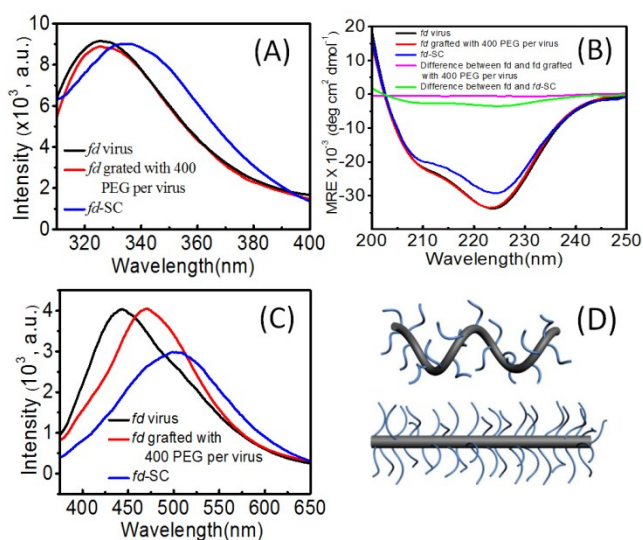 (A)
Intensity (x10³, a.u.)
10
8
6
4
2
0
fd virus
fd grated with 400
PEG per virus
fd-SC
320 340 360 380 400
Wavelength(nm)
(B)
MRE X 10⁻³ (deg cm² dmol⁻¹)
20
10
0
-10
-20
-30
-40
fd virus
fd grafted with 400 PEG per virus
fd-SC
Difference between fd and fd grafted
with 400 PEG per virus
Difference between fd and fd-SC
200 210 220 230 240 250
Wavelength(nm)
(C)
Intensity (10³, a.u.)
5
4
3
2
1
0
fd virus
fd grafted with
400 PEG per virus
fd-SC
400 450 500 550 600 650
Wavelength(nm)
(D)